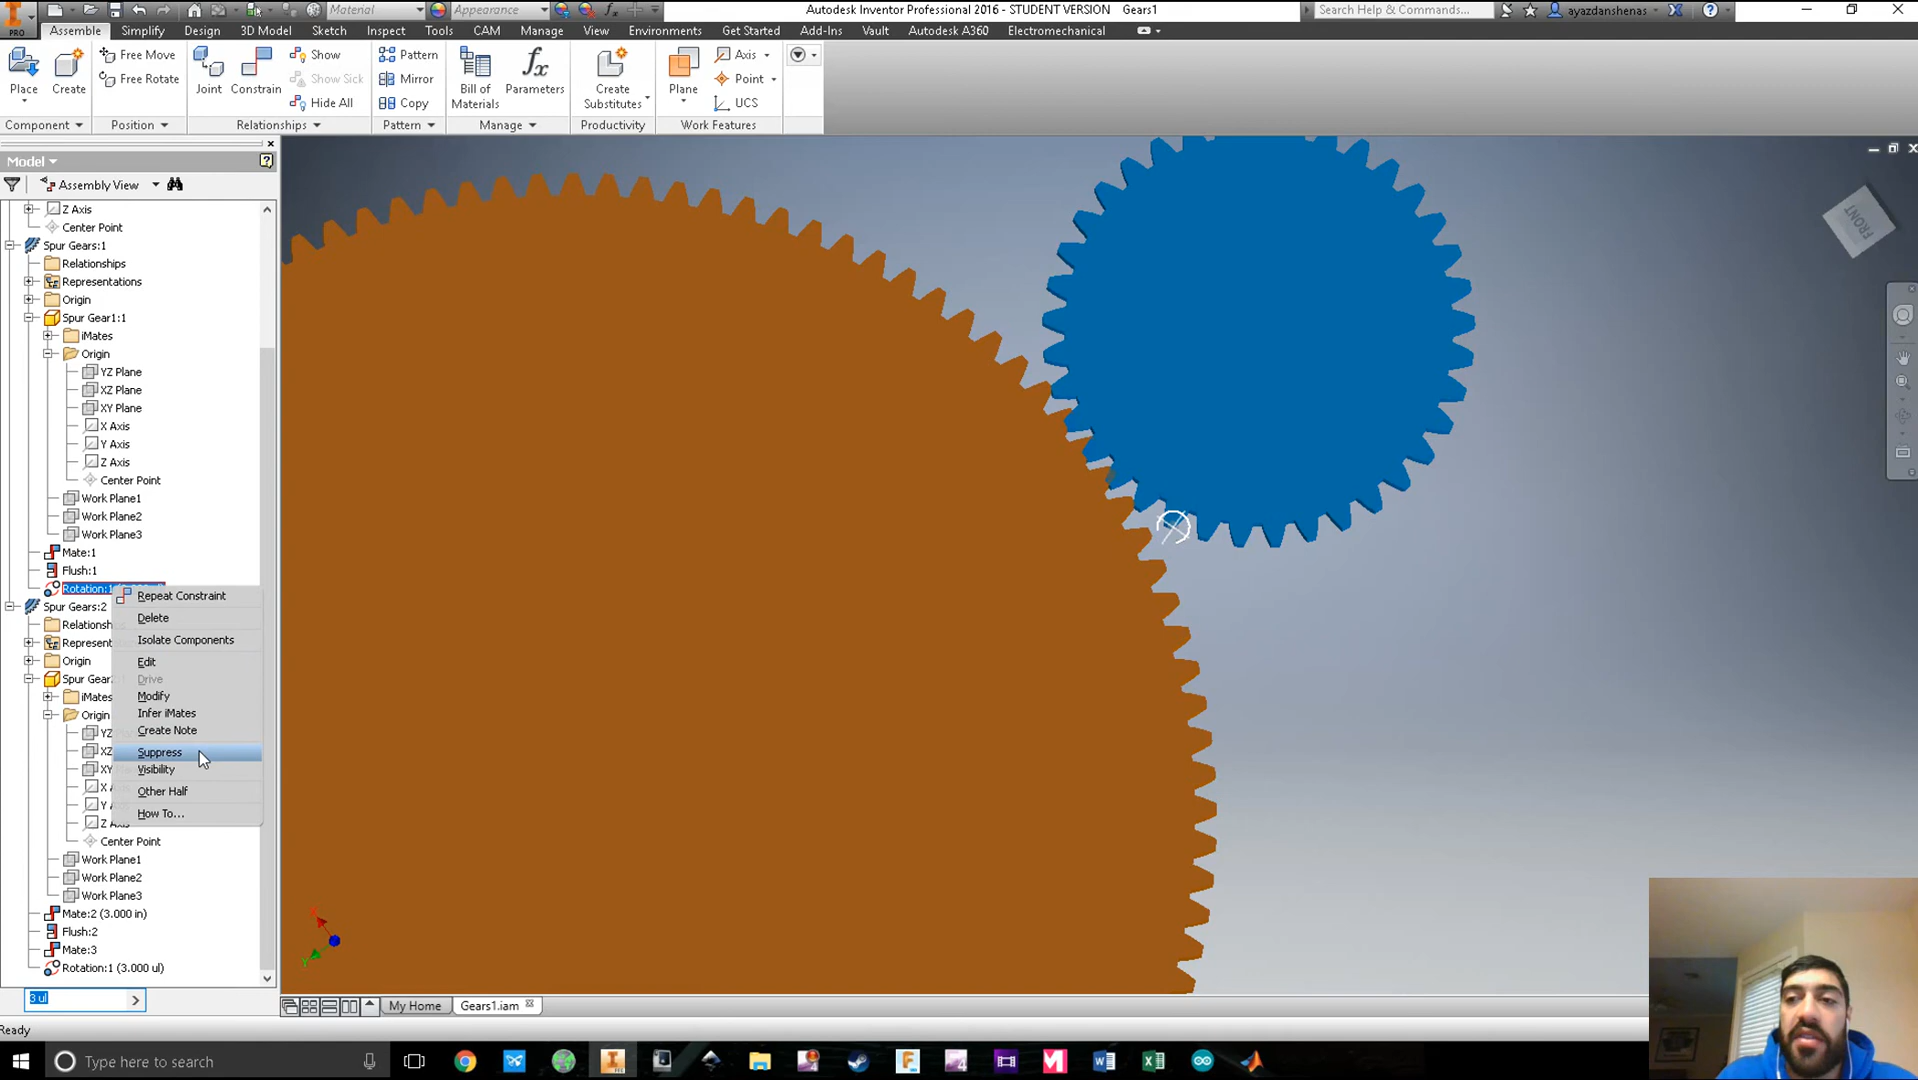 Material
Appearance
fx
Autodesk Inventor Professional 2016 - STUDENT VERSION Gears1
Search Help & Commands...
ayazdanshenas
PRO
Assemble
Simplify
Design
3D Model
Sketch
Inspect
Tools
CAM
Manage
View
Environments
Get Started
Add-Ins
Vault
Autodesk A360
Electromechanical
Place
Create
Free Move
Free Rotate
Joint
Constrain
Show
Show Sick
Hide All
Pattern
Mirror
Copy
Bill of
Materials
fx
Parameters
Create
Substitutes
Plane
Axis
Point
UCS
Component
Position
Relationships
Pattern
Manage
Productivity
Work Features
Model
Assembly View
Z Axis
Center Point
Spur Gears:1
Relationships
Representations
Origin
Spur Gear1:1
iMates
Origin
YZ Plane
XZ Plane
XY Plane
X Axis
Y Axis
Z Axis
Center Point
Work Plane1
Work Plane2
Work Plane3
Mate:1
Flush:1
Rotation:1
Repeat Constraint
Delete
Isolate Components
Edit
Drive
Modify
Infer iMates
Create Note
Suppress
Visibility
Other Half
How To...
Spur Gears:2
Origin
iMates
Origin
Center Point
Work Plane1
Work Plane2
Work Plane3
Mate:2 (3.000 in)
Flush:2
Mate:3
Rotation:1 (3.000 ul)
3 ul
FRONT
X
Y
My Home
Gears1.iam
Ready
Type here to search